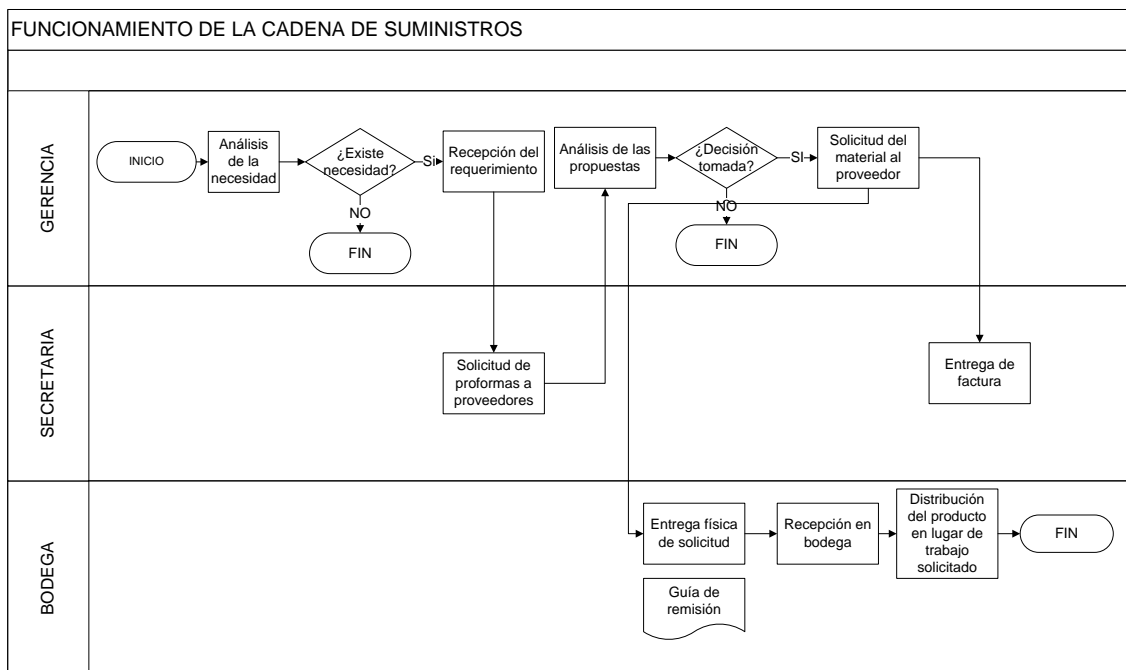 FUNCIONAMIENTO DE LA CADENA DE SUMINISTROS
GERENCIA
INICIO
Análisis
de la
necesidad
¿Existe
necesidad?
Si
NO
FIN
Recepción del
requerimiento
Análisis de las
propuestas
¿Decisión
tomada?
SI
NO
FIN
Solicitud del
material al
proveedor
SECRETARIA
Solicitud de
proformas a
proveedores
Entrega de
factura
BODEGA
Entrega física
de solicitud
Guía de
remisión
Recepción en
bodega
Distribución
del producto
en lugar de
trabajo
solicitado
FIN